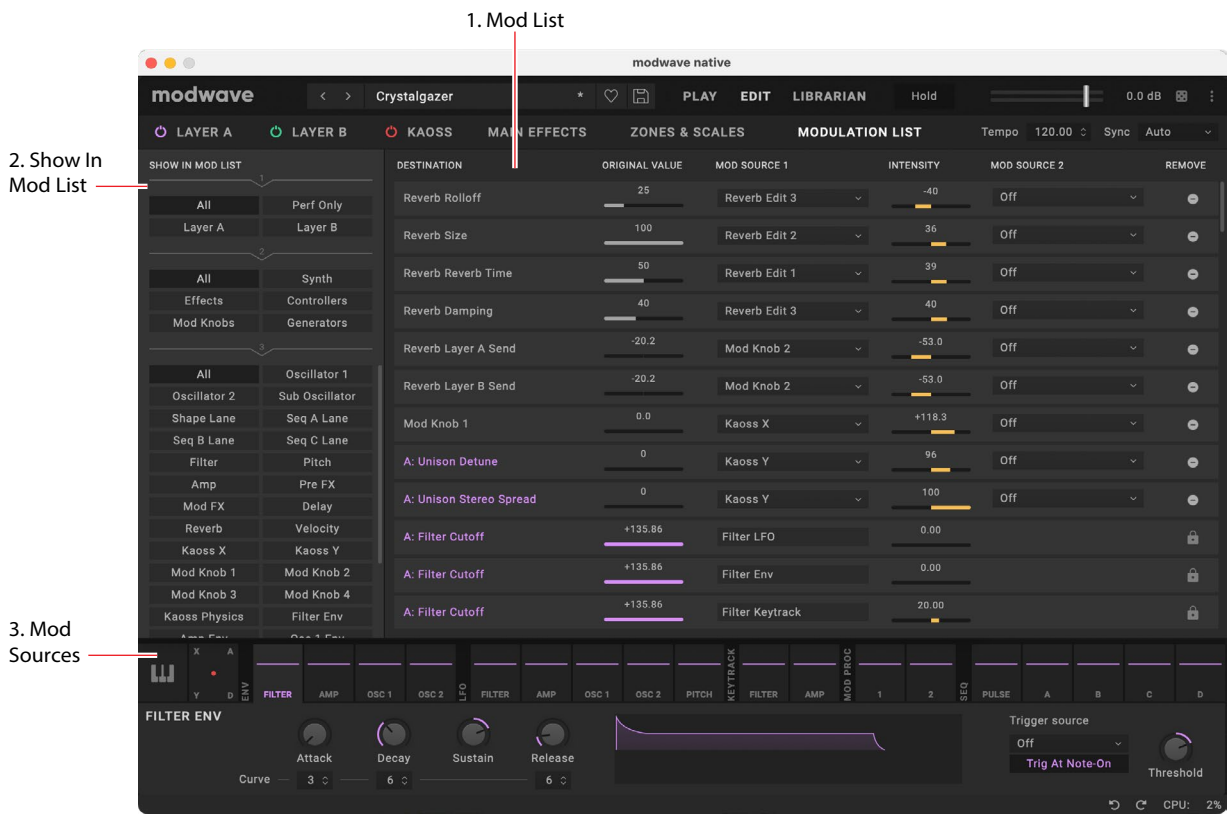 1. Mod List
modwave native
modwave < > Crystalgazer * PLAY EDIT LIBRARIAN Hold 0.0 dB
LAYER A LAYER B KAOSS MAIN EFFECTS ZONES & SCALES MODULATION LIST Tempo 120.00 Sync Auto
2. Show In
Mod List
SHOW IN MOD LIST
1
All Perf Only
Layer A Layer B
2
All Synth
Effects Controllers
Mod Knobs Generators
3
All Oscillator 1
Oscillator 2 Sub Oscillator
Shape Lane Seq A Lane
Seq B Lane Seq C Lane
Filter Pitch
Amp Pre FX
Mod FX Delay
Reverb Velocity
Kaoss X Kaoss Y
Mod Knob 1 Mod Knob 2
Mod Knob 3 Mod Knob 4
Kaoss Physics Filter Env
Amp Env Osc 1 Env
DESTINATION ORIGINAL VALUE MOD SOURCE 1 INTENSITY MOD SOURCE 2 REMOVE
Reverb Rolloff 25 Reverb Edit 3 -40 Off
Reverb Size 100 Reverb Edit 2 36 Off
Reverb Reverb Time 50 Reverb Edit 1 39 Off
Reverb Damping 40 Reverb Edit 3 40 Off
Reverb Layer A Send -20.2 Mod Knob 2 -53.0 Off
Reverb Layer B Send -20.2 Mod Knob 2 -53.0 Off
Mod Knob 1 0.0 Kaoss X +118.3 Off
A: Unison Detune 0 Kaoss Y 96 Off
A: Unison Stereo Spread 0 Kaoss Y 100 Off
A: Filter Cutoff +135.86 Filter LFO 0.00
A: Filter Cutoff +135.86 Filter Env 0.00
A: Filter Cutoff +135.86 Filter Keytrack 20.00
3. Mod
Sources
X A
Y D
ENV FILTER AMP OSC 1 OSC 2 LFO FILTER AMP OSC 1 OSC 2 PITCH KEYTRACK FILTER AMP MOD PROC 1 2 SEQ PULSE A B C D
FILTER ENV
Attack Decay Sustain Release
Curve 3 6 6
Trigger source
Off
Trig At Note-On
Threshold
CPU: 2%